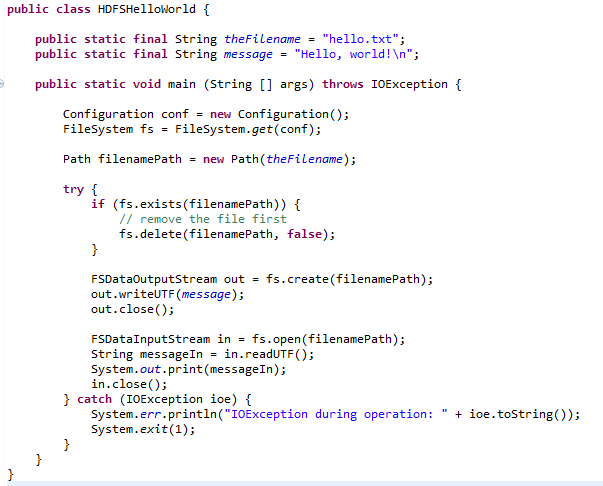 public class HDFSHelloWorld {

    public static final String theFilename = "hello.txt";
    public static final String message = "Hello, world!\n";

    public static void main (String [] args) throws IOException {

        Configuration conf = new Configuration();
        FileSystem fs = FileSystem.get(conf);

        Path filenamePath = new Path(theFilename);

        try {
            if (fs.exists(filenamePath)) {
                // remove the file first
                fs.delete(filenamePath, false);
            }

            FSDataOutputStream out = fs.create(filenamePath);
            out.writeUTF(message);
            out.close();

            FSDataInputStream in = fs.open(filenamePath);
            String messageIn = in.readUTF();
            System.out.print(messageIn);
            in.close();
        } catch (IOException ioe) {
            System.err.println("IOException during operation: " + ioe.toString());
            System.exit(1);
        }
    }
}